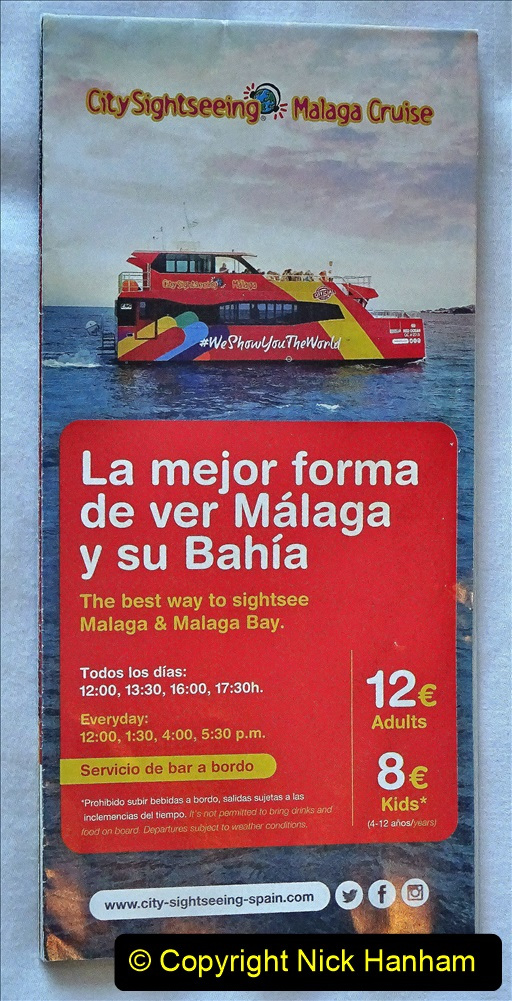 CitySightseeing Malaga Cruise
CitySightseeing Málaga
#WeShowYouTheWorld
La mejor forma
de ver Málaga
y su Bahía
The best way to sightsee
Malaga & Malaga Bay.
Todos los días:
12:00, 13:30, 16:00, 17:30h.
Everyday:
12:00, 1:30, 4:00, 5:30 p.m.
Servicio de bar a bordo
12€
Adults
8€
Kids*
(4-12 años/years)
*Prohibido subir bebidas a bordo, salidas sujetas a las
inclemencias del tiempo. It's not permitted to bring drinks and
food on board. Departures subject to weather conditions.
www.city-sightseeing-spain.com
© Copyright Nick Hanham